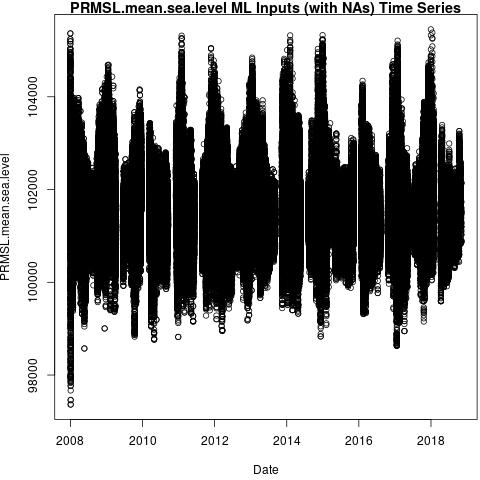 PRMSL.mean.sea.level ML Inputs (with NAs) Time Series
PRMSL.mean.sea.level
104000
102000
100000
98000
2008 2010 2012 2014 2016 2018
Date